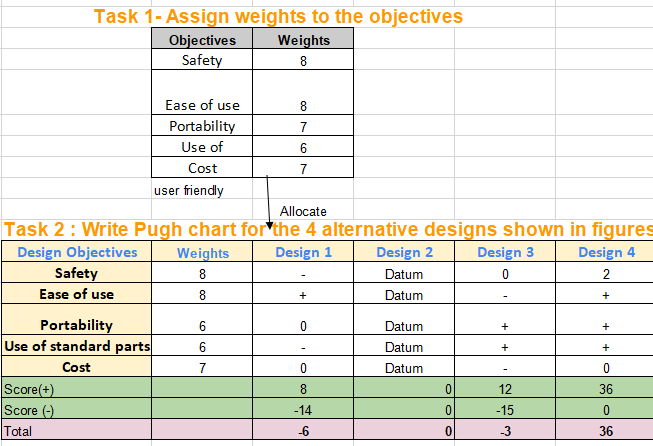 Task 1- Assign weights to the objectives
Objectives Weights
Safety 8
Ease of use 8
Portability 7
Use of 6
Cost 7
user friendly
Allocate
Task 2 : Write Pugh chart for the 4 alternative designs shown in figures
Design Objectives Weights Design 1 Design 2 Design 3 Design 4
Safety 8 - Datum 0 2
Ease of use 8 + Datum - +
Portability 6 0 Datum + +
Use of standard parts 6 - Datum + +
Cost 7 0 Datum - 0
Score(+) 8 0 12 36
Score (-) -14 0 -15 0
Total -6 0 -3 36